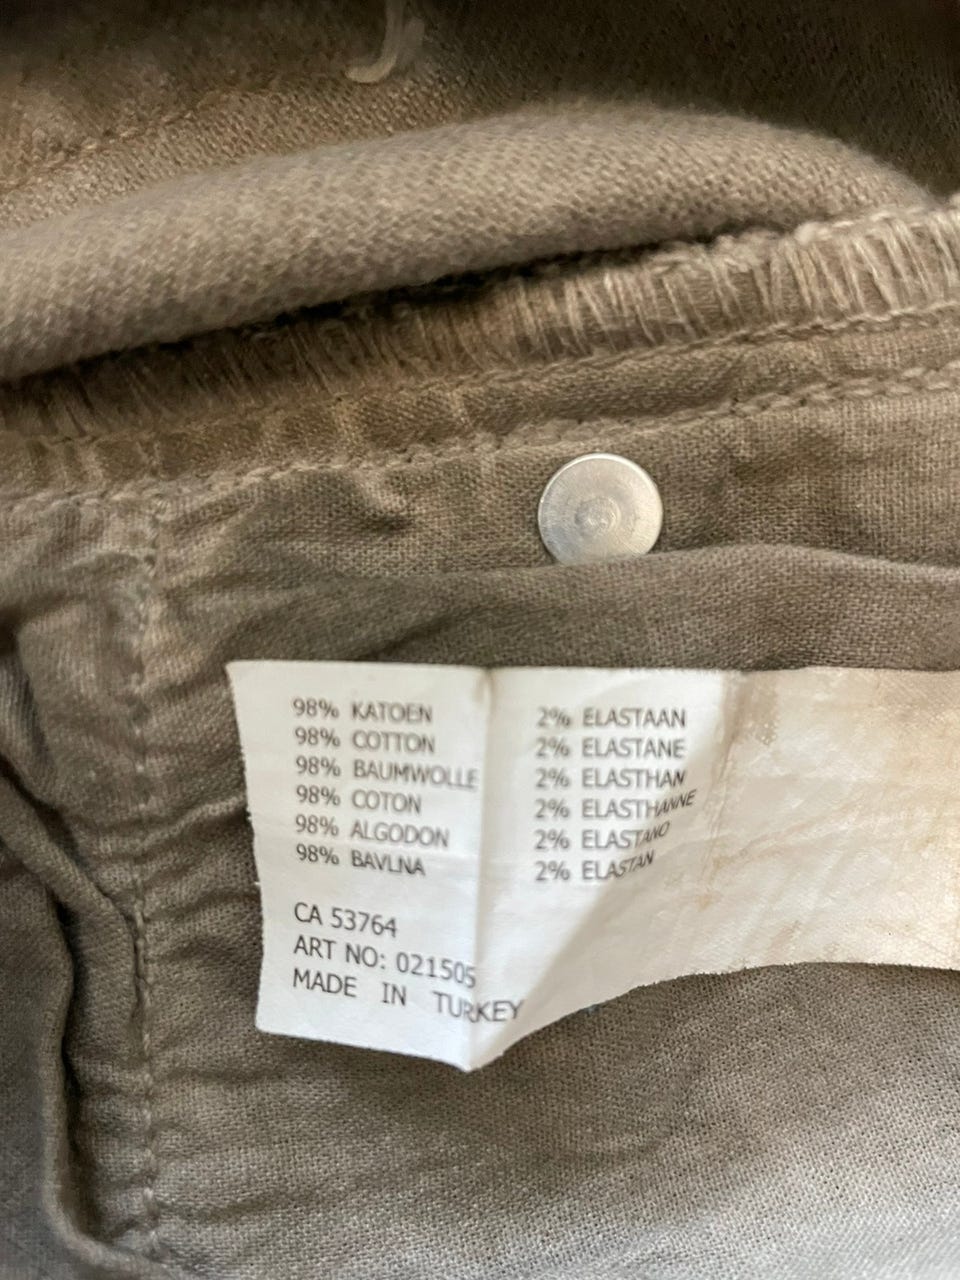 98% KATOEN 2% ELASTAAN
98% COTTON 2% ELASTANE
98% BAUMWOLLE 2% ELASTHAN
98% COTON 2% ELASTHANNE
98% ALGODON 2% ELASTANO
98% BAVLNA 2% ELASTAN
CA 53764
ART NO: 021505
MADE IN TURKEY